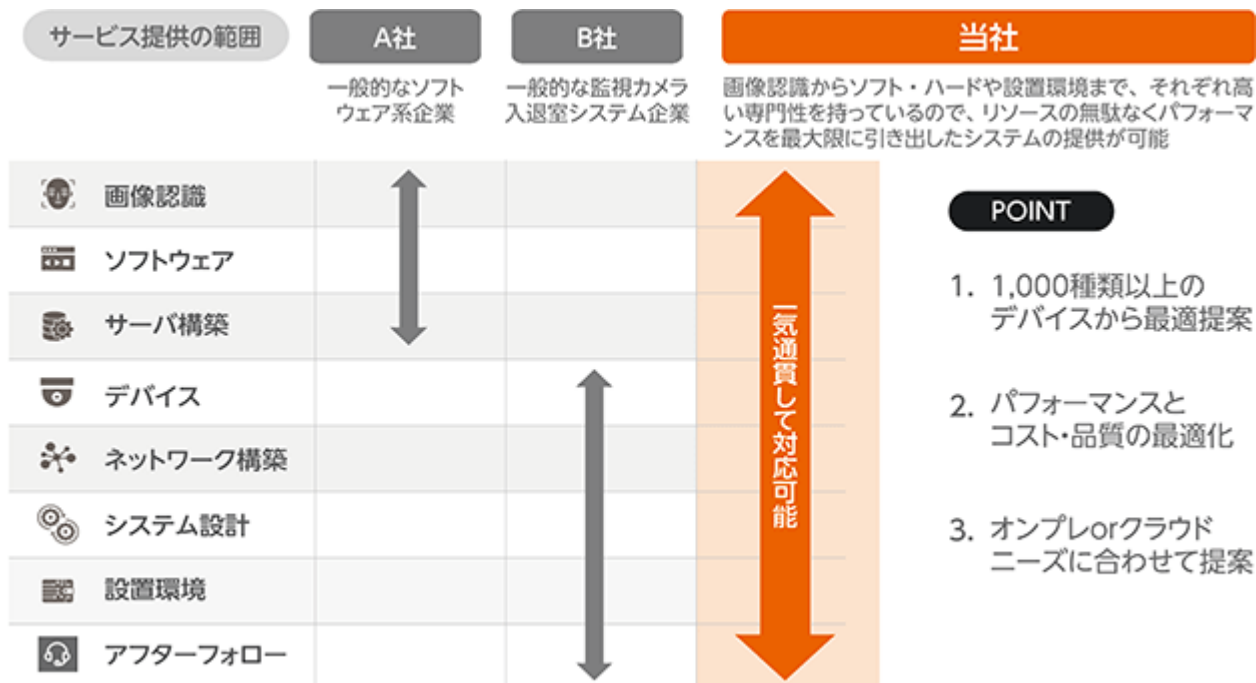 サービス提供の範囲
A社
B社
当社
一般的なソフト
ウェア系企業
一般的な監視カメラ
入退室システム企業
画像認識からソフト・ハードや設置環境まで、それぞれ高
い専門性を持っているので、リソースの無駄なくパフォーマ
ンスを最大限に引き出したシステムの提供が可能
画像認識
ソフトウェア
サーバ構築
デバイス
ネットワーク構築
システム設計
設置環境
アフターフォロー
一気通貫して対応可能
POINT
1. 1,000種類以上の
デバイスから最適提案
2. パフォーマンスと
コスト・品質の最適化
3. オンプレorクラウド
ニーズに合わせて提案